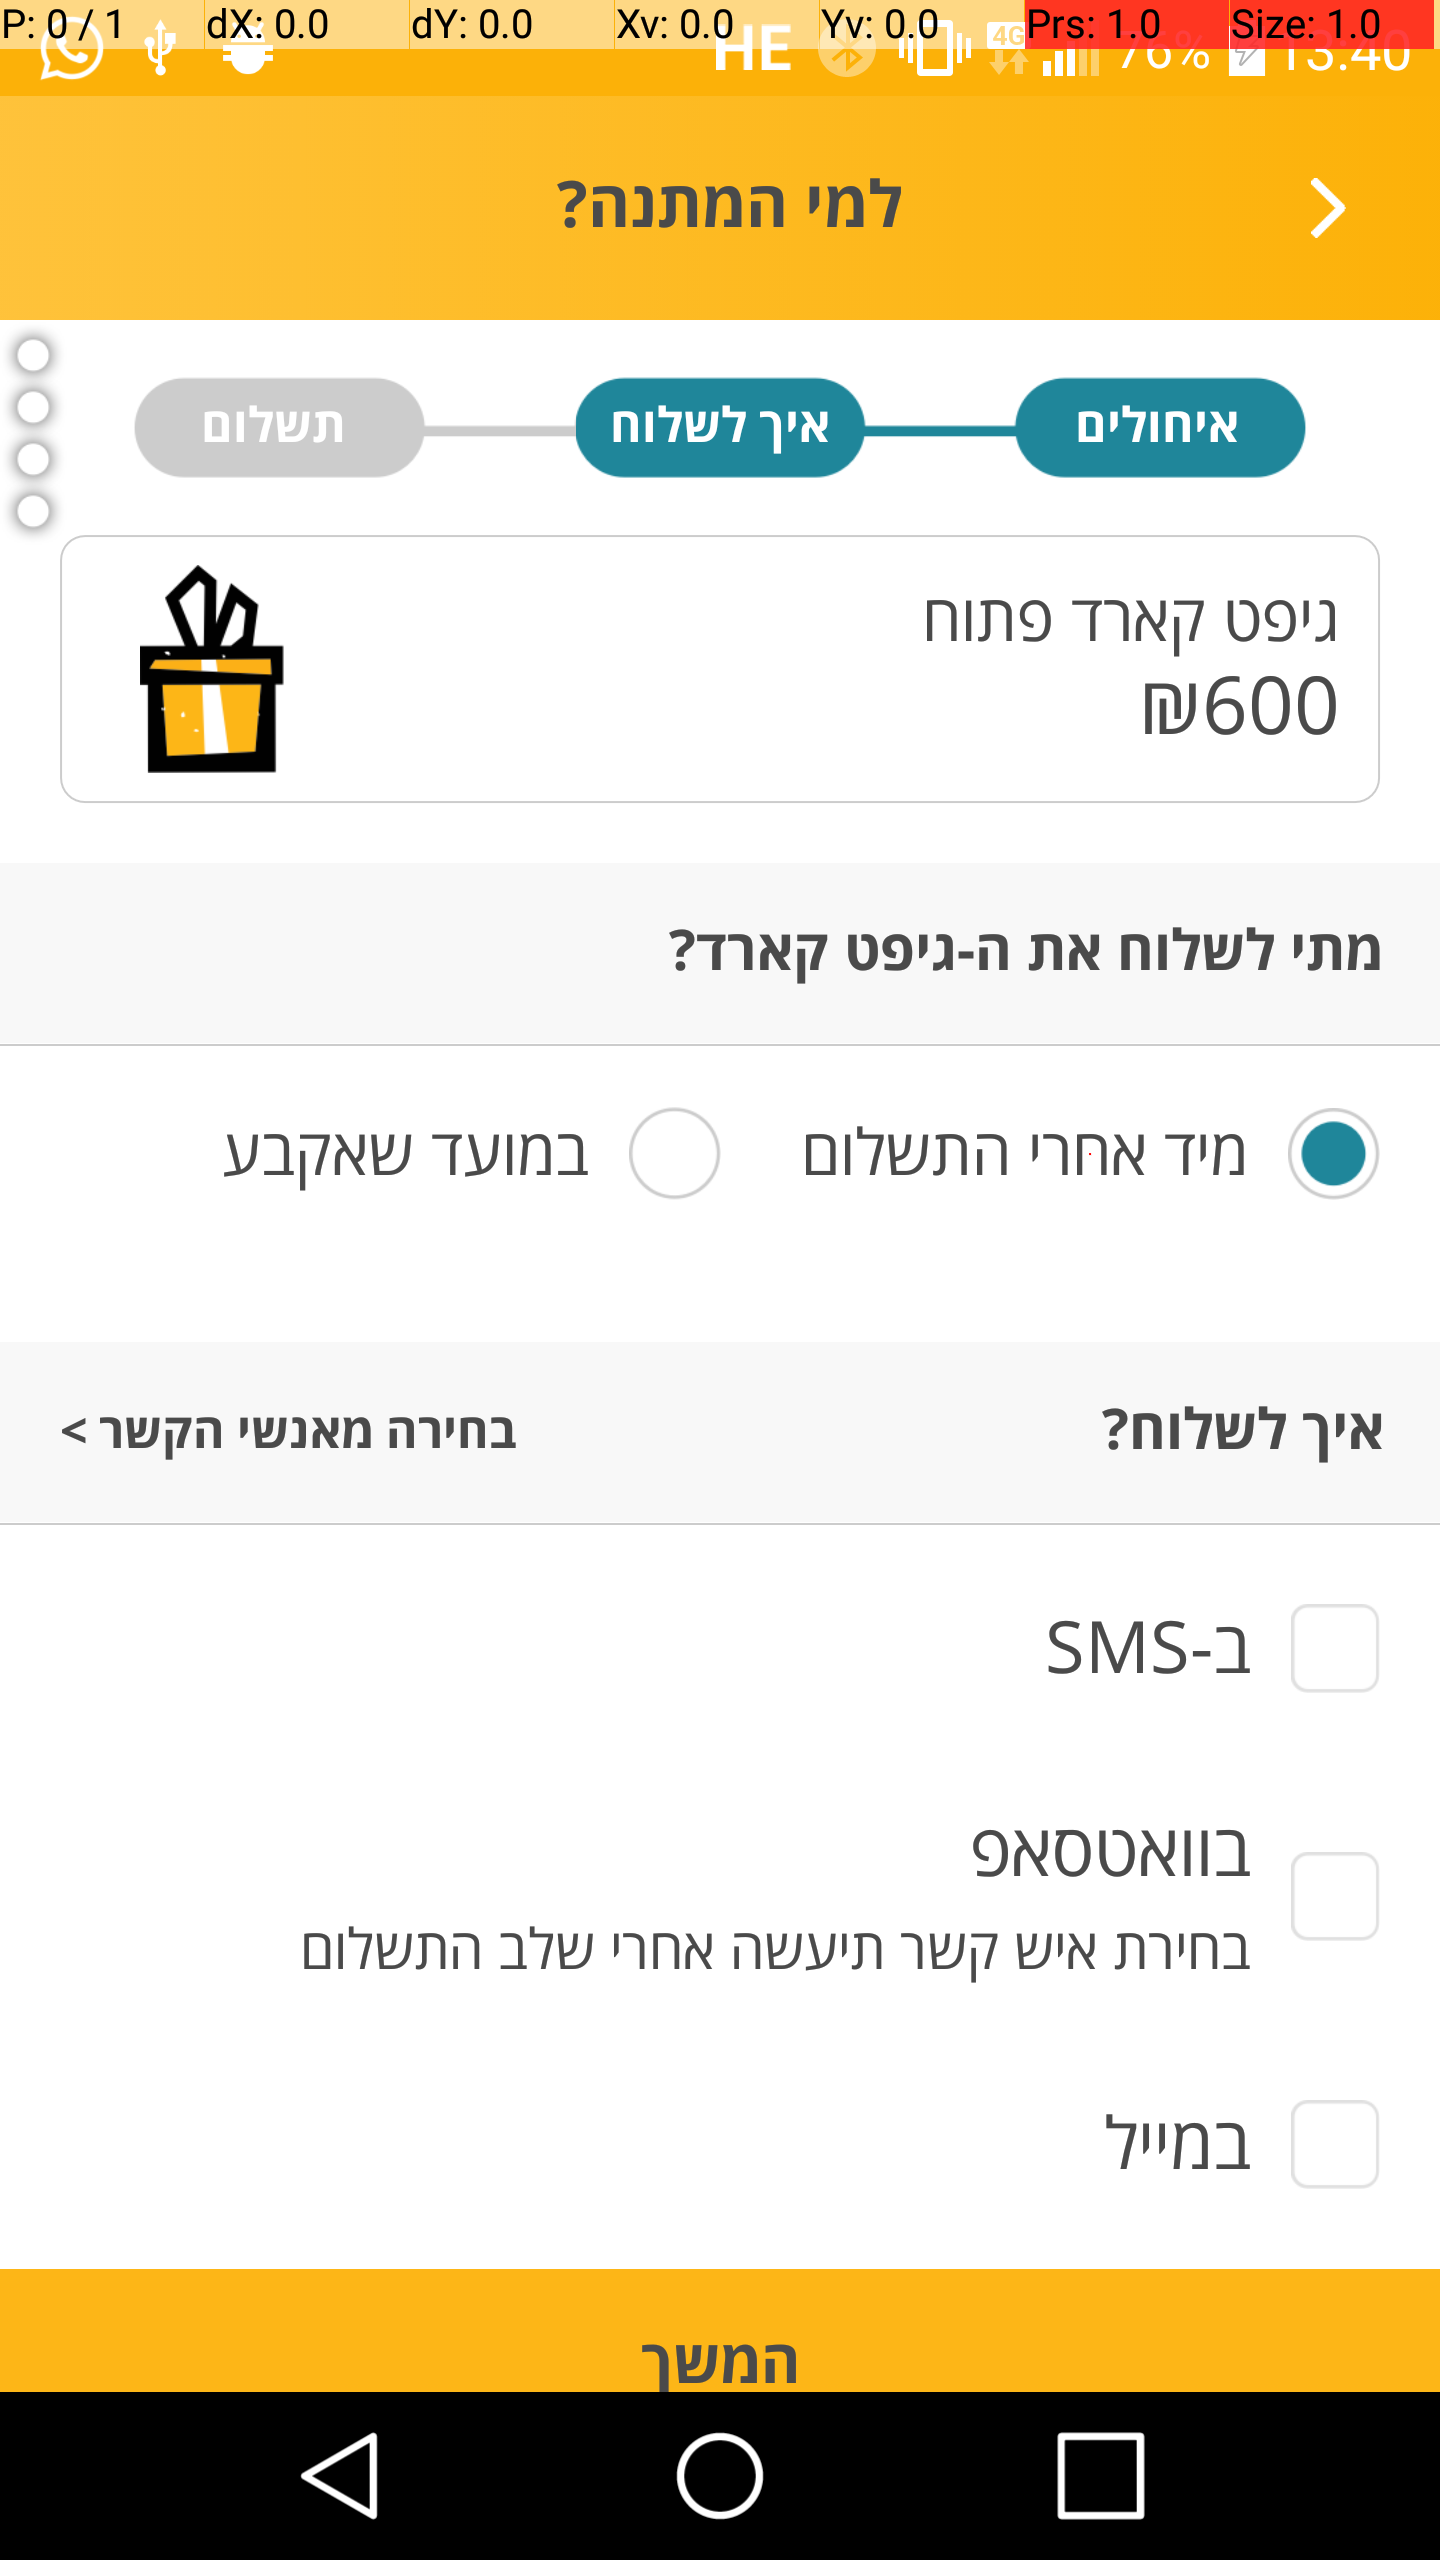 P: 0 / 1 dX: 0.0 dY: 0.0 Xv: 0.0 Yv: 0.0 Prs: 1.0 Size: 1.0
HE 4G 76% 13:40
למי המתנה?
איחולים
איך לשלוח
תשלום
גיפט קארד פתוח
₪600
מתי לשלוח את ה-גיפט קארד?
מיד אחרי התשלום
במועד שאקבע
איך לשלוח?
בחירה מאנשי הקשר >
ב-SMS
בוואטסאפ
בחירת איש קשר תיעשה אחרי שלב התשלום
במייל
המשך